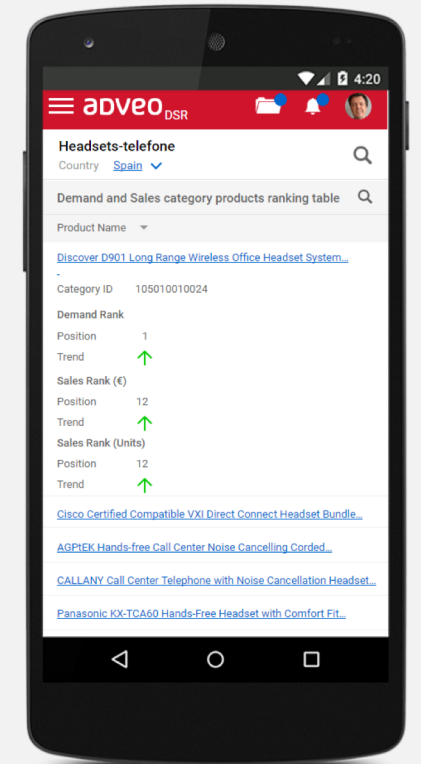 4:20
adveo DSR
Headsets-telefone
Country Spain
Demand and Sales category products ranking table
Product Name
Discover D901 Long Range Wireless Office Headset System...
-
Category ID 105010010024
Demand Rank
Position 1
Trend
Sales Rank (€)
Position 12
Trend
Sales Rank (Units)
Position 12
Trend
Cisco Certified Compatible VXI Direct Connect Headset Bundle...
AGPtEK Hands-free Call Center Noise Cancelling Corded...
CALLANY Call Center Telephone with Noise Cancellation Headset...
Panasonic KX-TCA60 Hands-Free Headset with Comfort Fit...